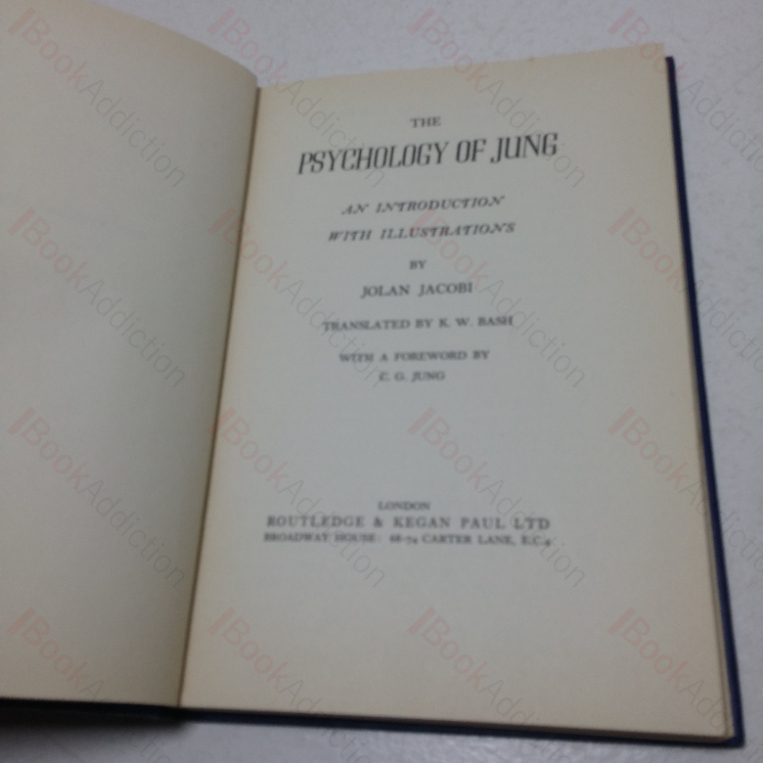 THE
PSYCHOLOGY OF JUNG
AN INTRODUCTION
WITH ILLUSTRATIONS
BY
JOLAN JACOBI
TRANSLATED BY K. W. BASH
WITH A FOREWORD BY
C. G. JUNG
LONDON
ROUTLEDGE & KEGAN PAUL LTD
BROADWAY HOUSE: 68-74 CARTER LANE, E.C.4
BookAddiction